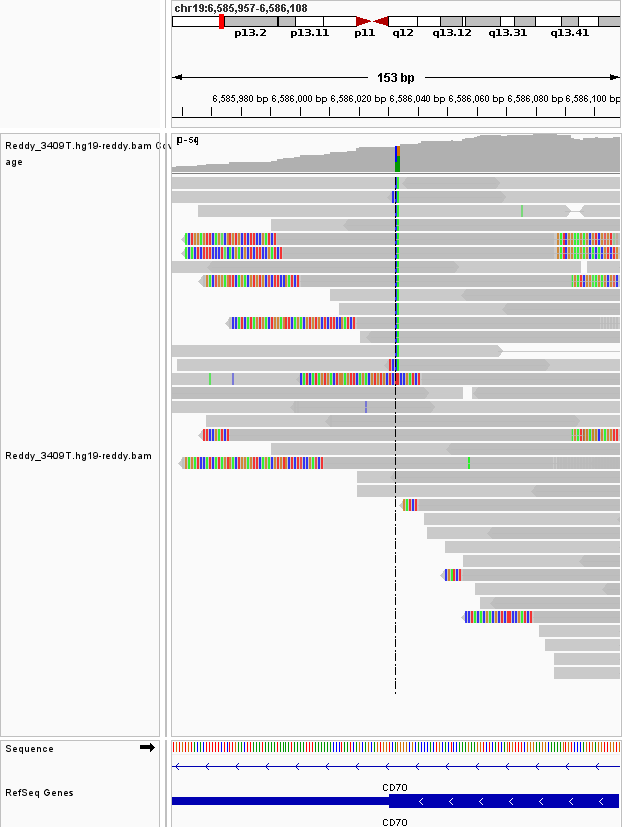 chr19:6,585,957-6,586,108
p13.2 p13.11 p11 q12 q13.12 q13.31 q13.41
153 bp
6,585,980 bp 6,586,000 bp 6,586,020 bp 6,586,040 bp 6,586,060 bp 6,586,080 bp 6,586,100 bp
Reddy_3409T.hg19-reddy.bam Cov
age
[0-54]
Reddy_3409T.hg19-reddy.bam
Sequence
RefSeq Genes
CD70
CD70